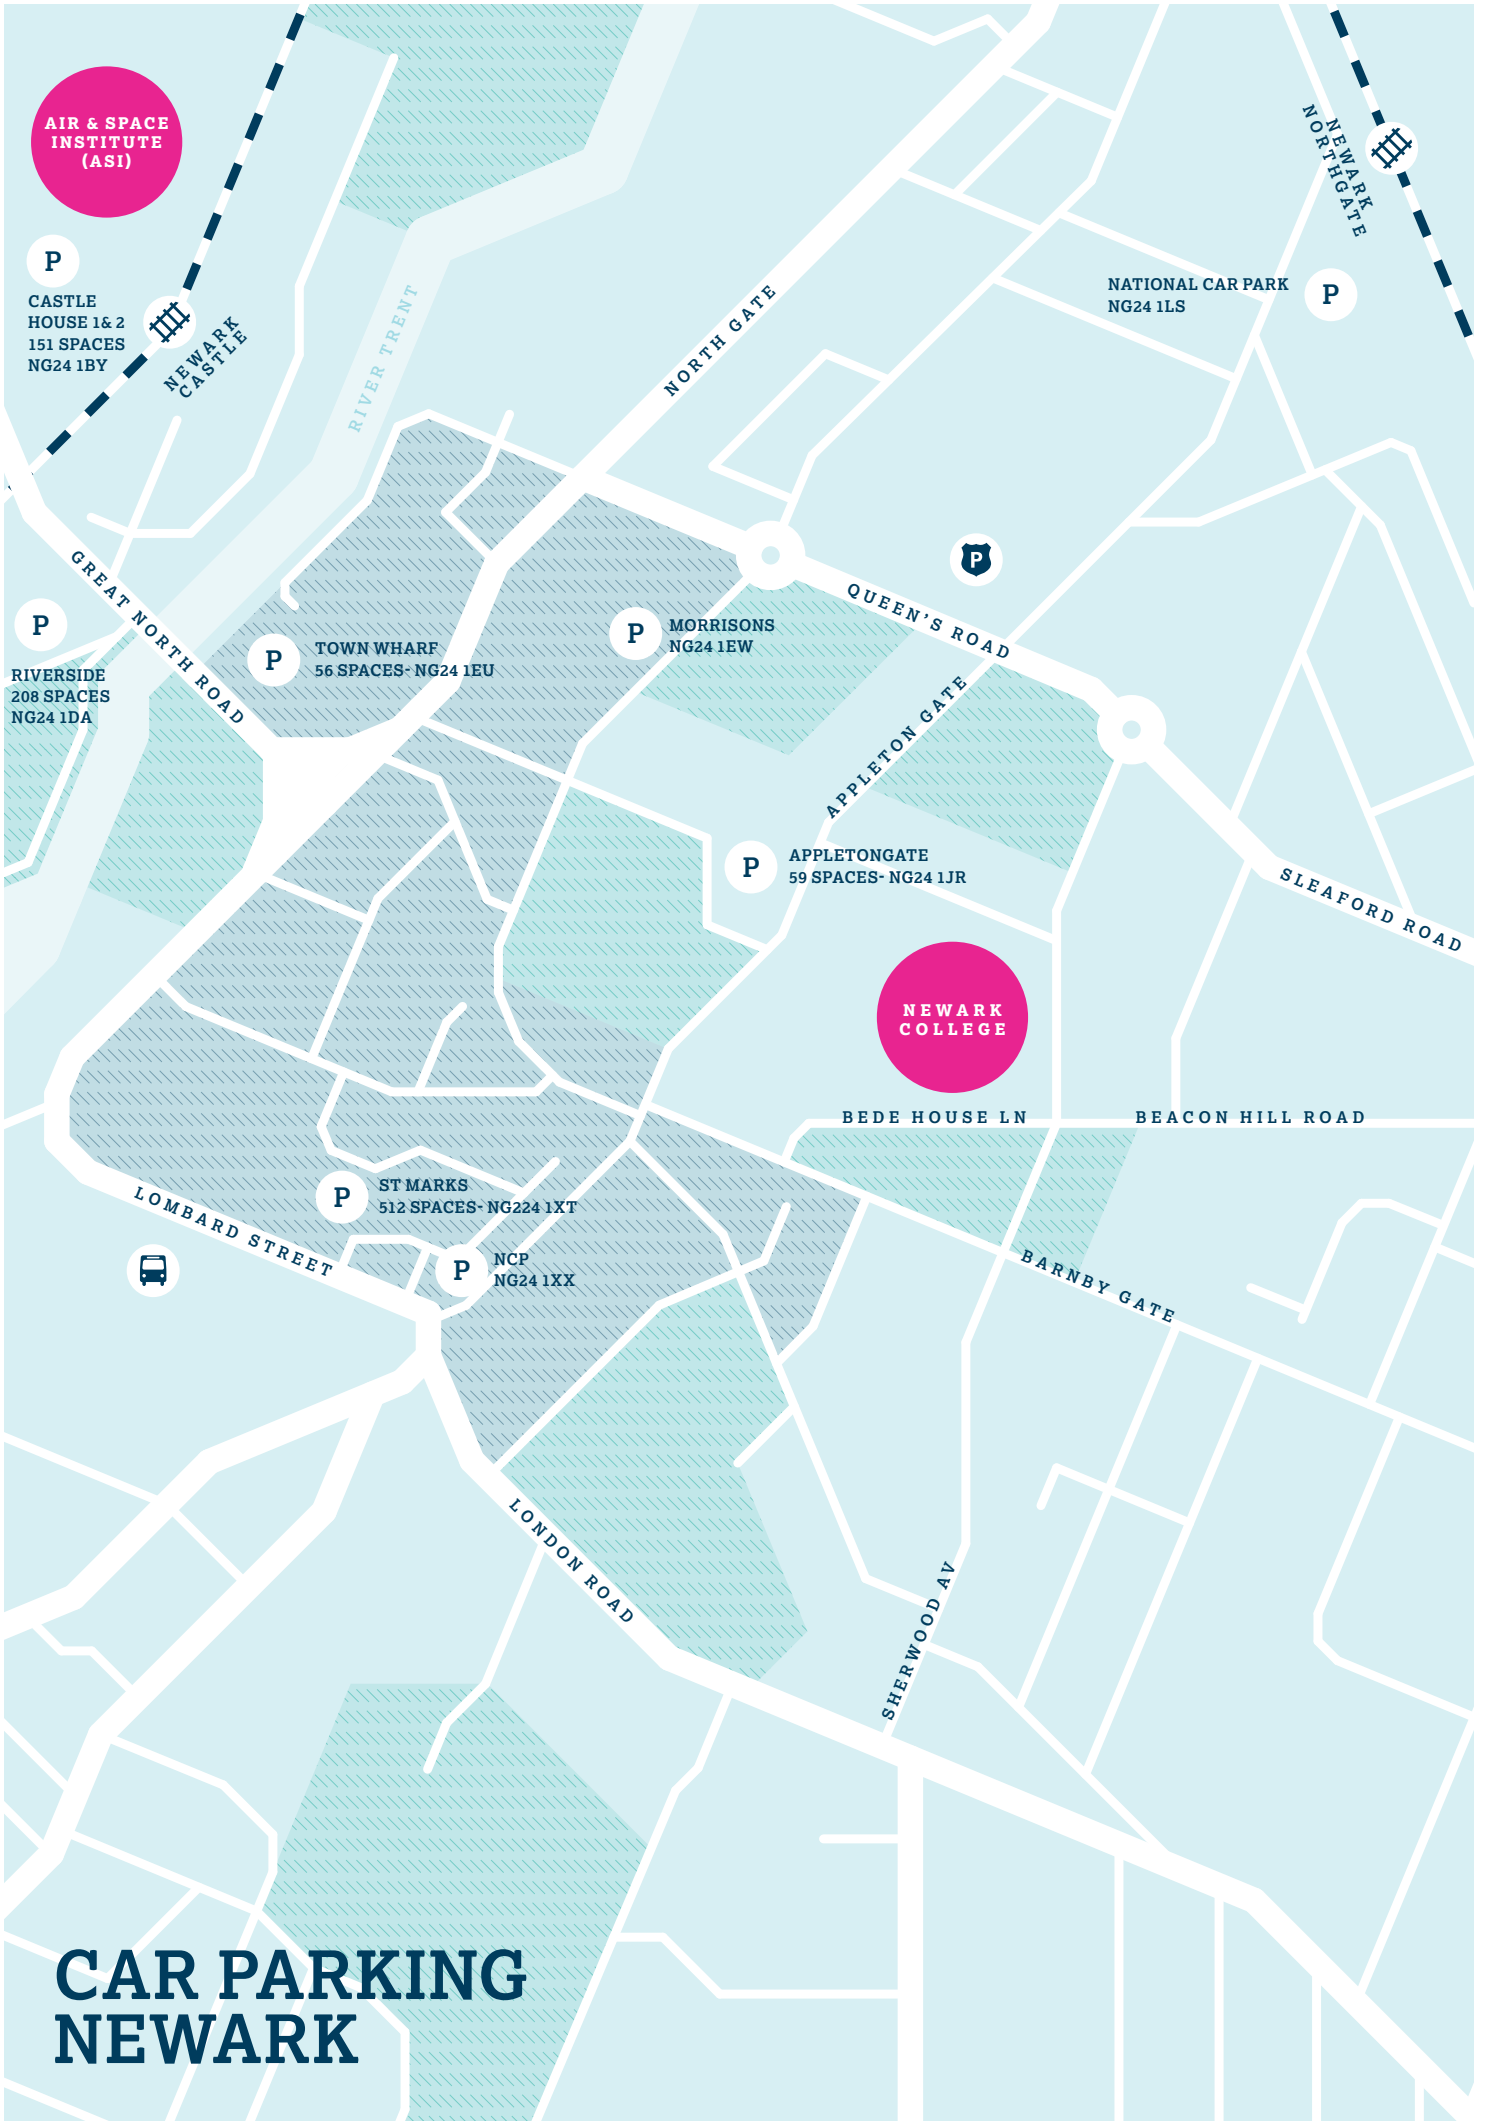 AIR & SPACE
INSTITUTE
(ASI)
P
CASTLE
HOUSE 1& 2
151 SPACES
NG24 1BY
NEWARK
CASTLE
RIVER TRENT
NORTH GATE
NEWARK
NORTHGATE
NATIONAL CAR PARK
NG24 1LS
P
GREAT NORTH ROAD
P
QUEEN'S ROAD
P
RIVERSIDE
208 SPACES
NG24 1DA
P
TOWN WHARF
56 SPACES- NG24 1EU
P
MORRISONS
NG24 1EW
APPLETON GATE
P
APPLETONGATE
59 SPACES- NG24 1JR
SLEAFORD ROAD
NEWARK
COLLEGE
BEDE HOUSE LN
BEACON HILL ROAD
P
ST MARKS
512 SPACES- NG224 1XT
LOMBARD STREET
P
NCP
NG24 1XX
BARNBY GATE
LONDON ROAD
SHERWOOD AV
CAR PARKING
NEWARK